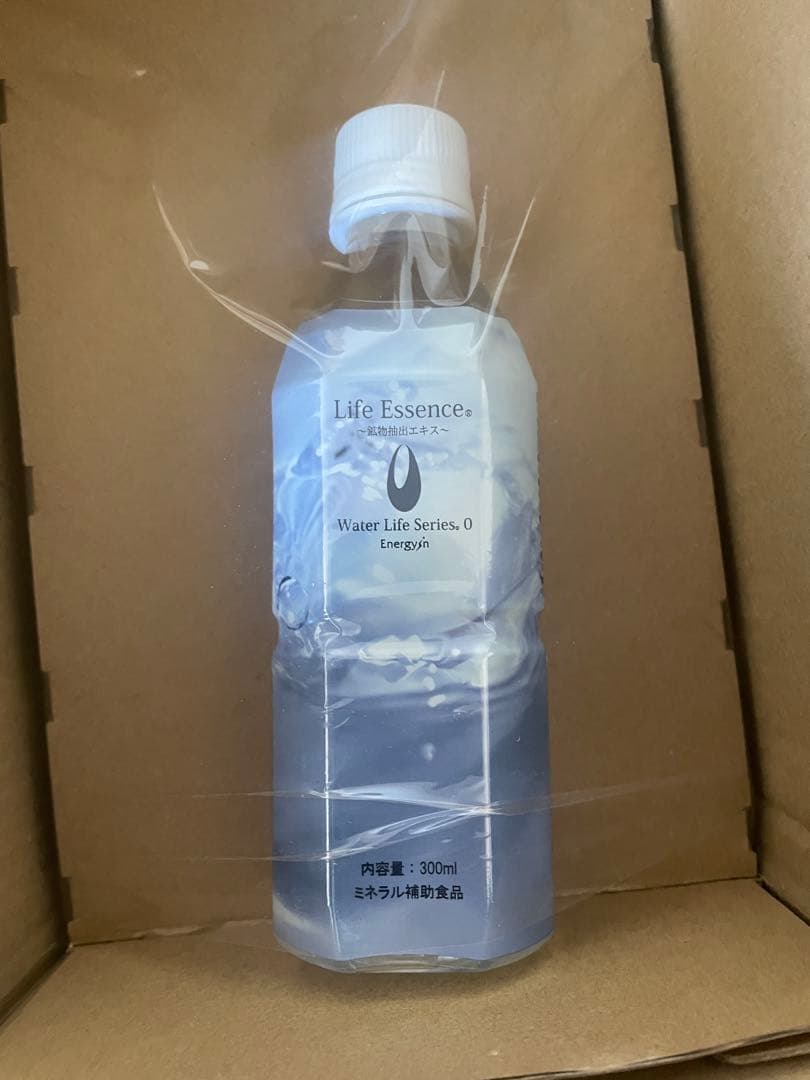 Life Essence®
～鉱物抽出エキス～
Water Life Series® 0
Energyin
内容量：300ml
ミネラル補助食品